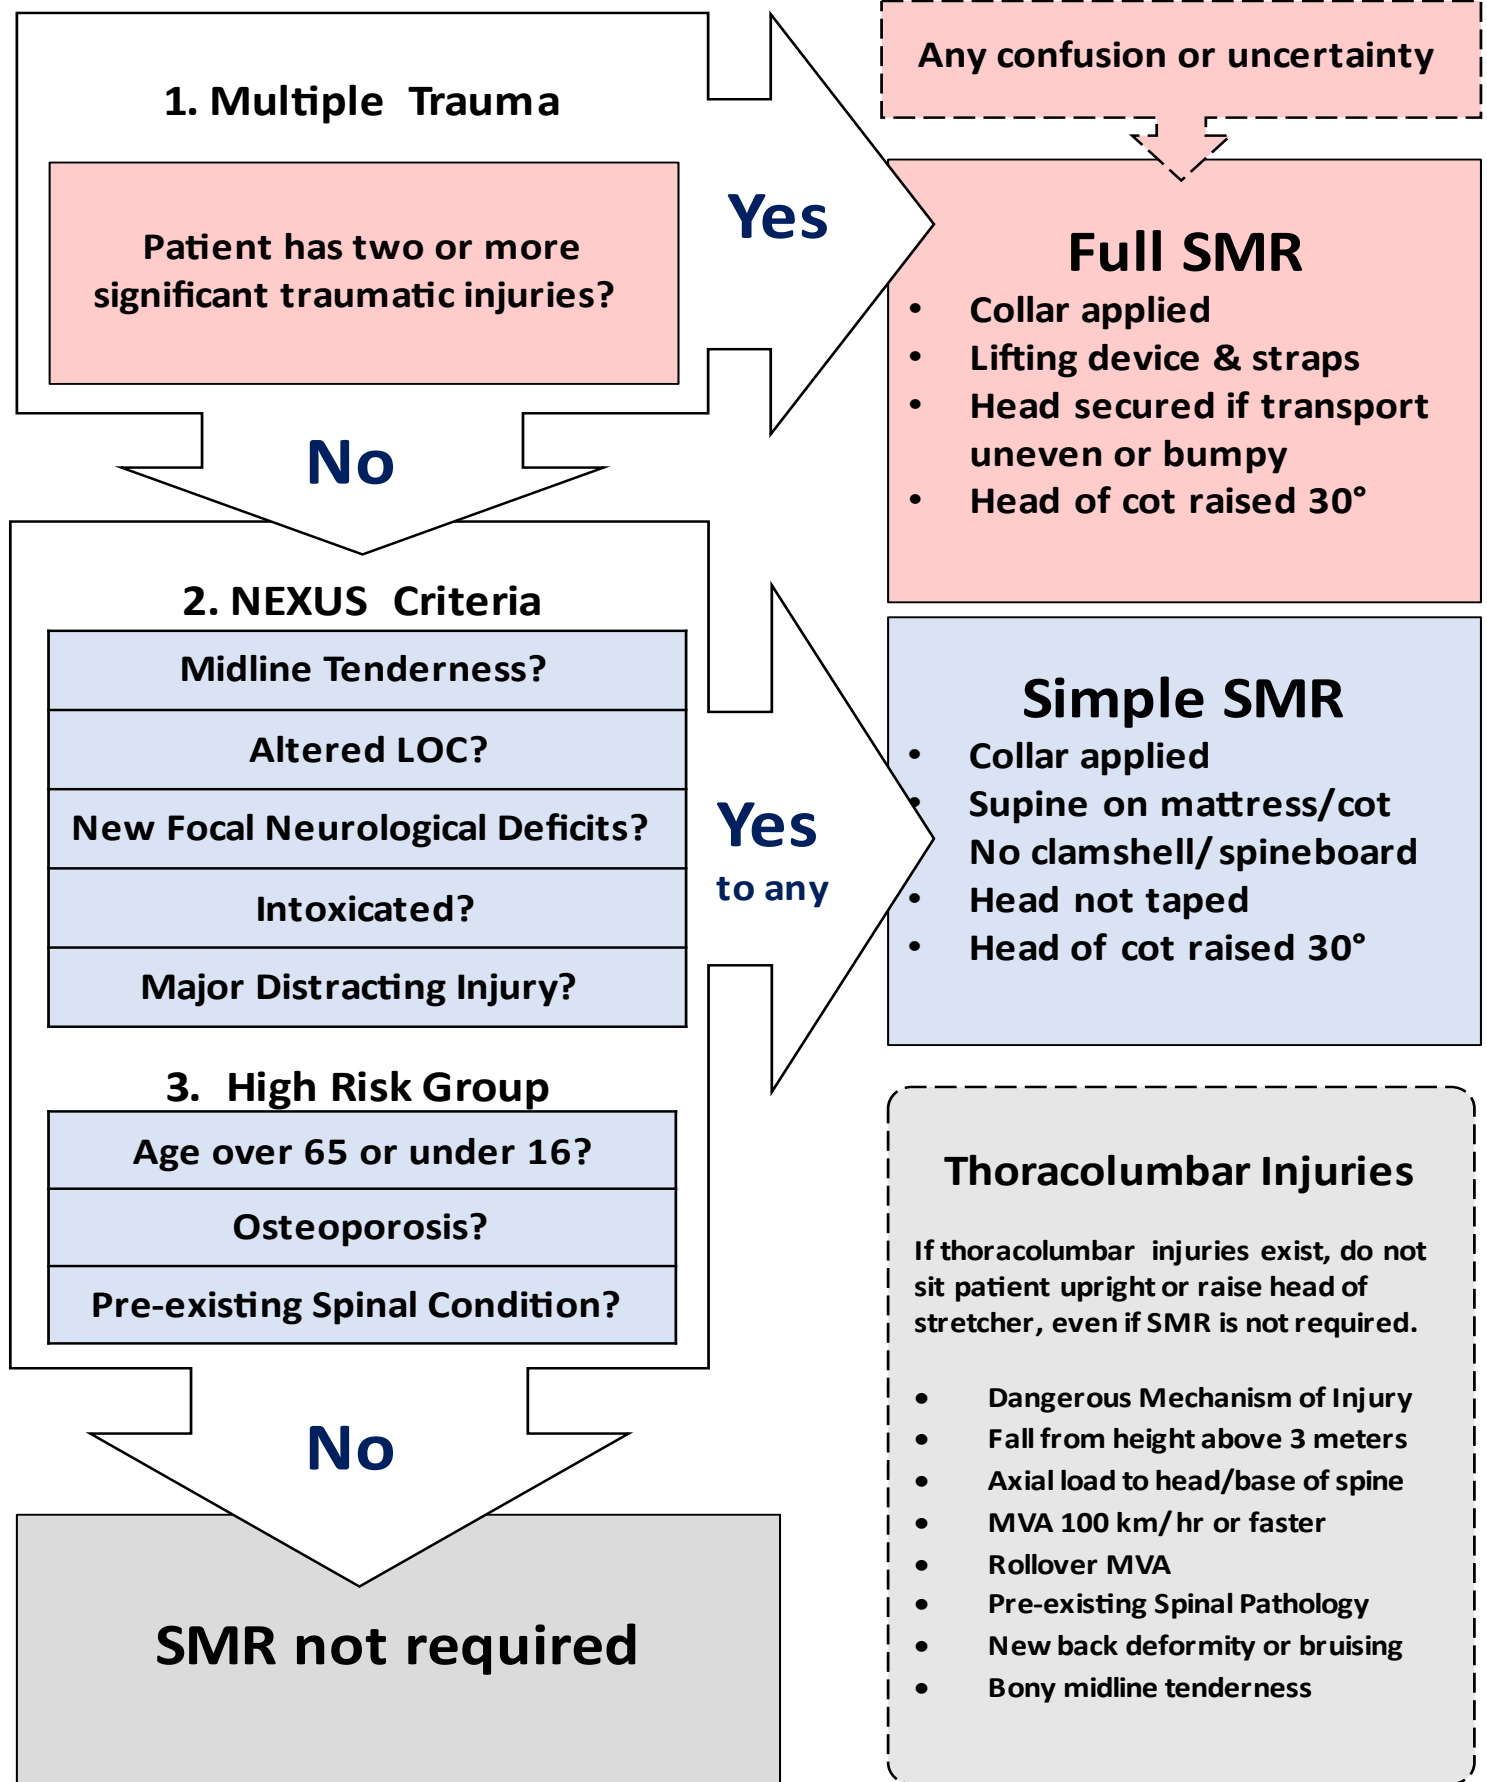 1. Multiple Trauma
Patient has two or more
significant traumatic injuries?
Yes
No
Any confusion or uncertainty
Full SMR
• Collar applied
• Lifting device & straps
• Head secured if transport
uneven or bumpy
• Head of cot raised 30°
2. NEXUS Criteria
Midline Tenderness?
Altered LOC?
New Focal Neurological Deficits?
Intoxicated?
Major Distracting Injury?
Yes
to any
Simple SMR
• Collar applied
• Supine on mattress/cot
No clamshell/spineboard
• Head not taped
• Head of cot raised 30°
3. High Risk Group
Age over 65 or under 16?
Osteoporosis?
Pre-existing Spinal Condition?
No
SMR not required
Thoracolumbar Injuries
If thoracolumbar injuries exist, do not
sit patient upright or raise head of
stretcher, even if SMR is not required.
• Dangerous Mechanism of Injury
• Fall from height above 3 meters
• Axial load to head/base of spine
• MVA 100 km/hr or faster
• Rollover MVA
• Pre-existing Spinal Pathology
• New back deformity or bruising
• Bony midline tenderness